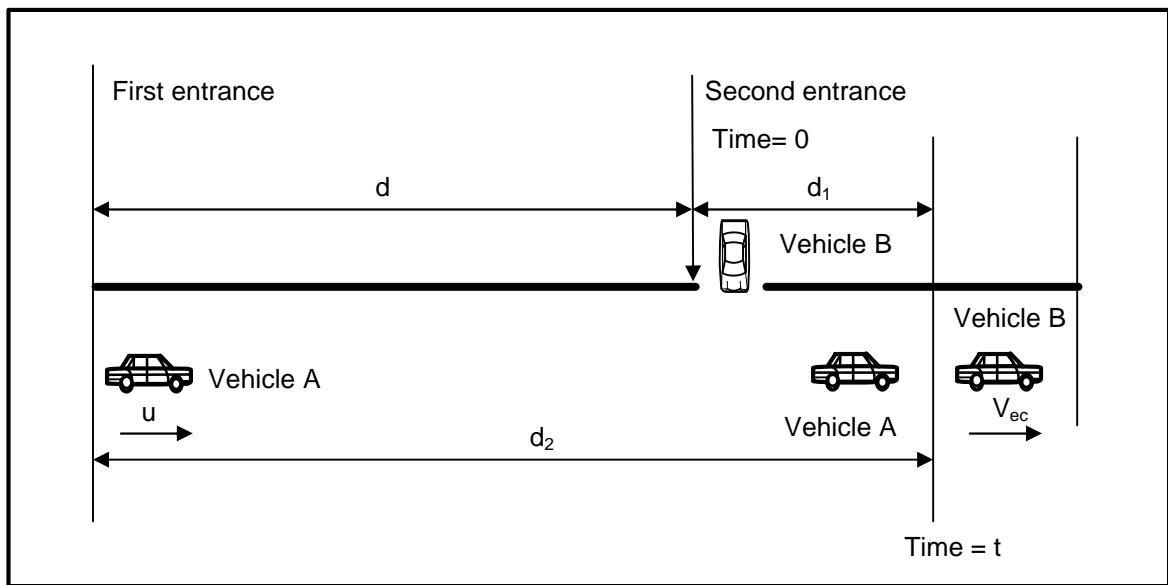 First entrance
Second entrance
Time= 0
d
d₁
Vehicle B
Vehicle B
Vehicle A
u
Vehicle A
Vₑc
d₂
Time = t